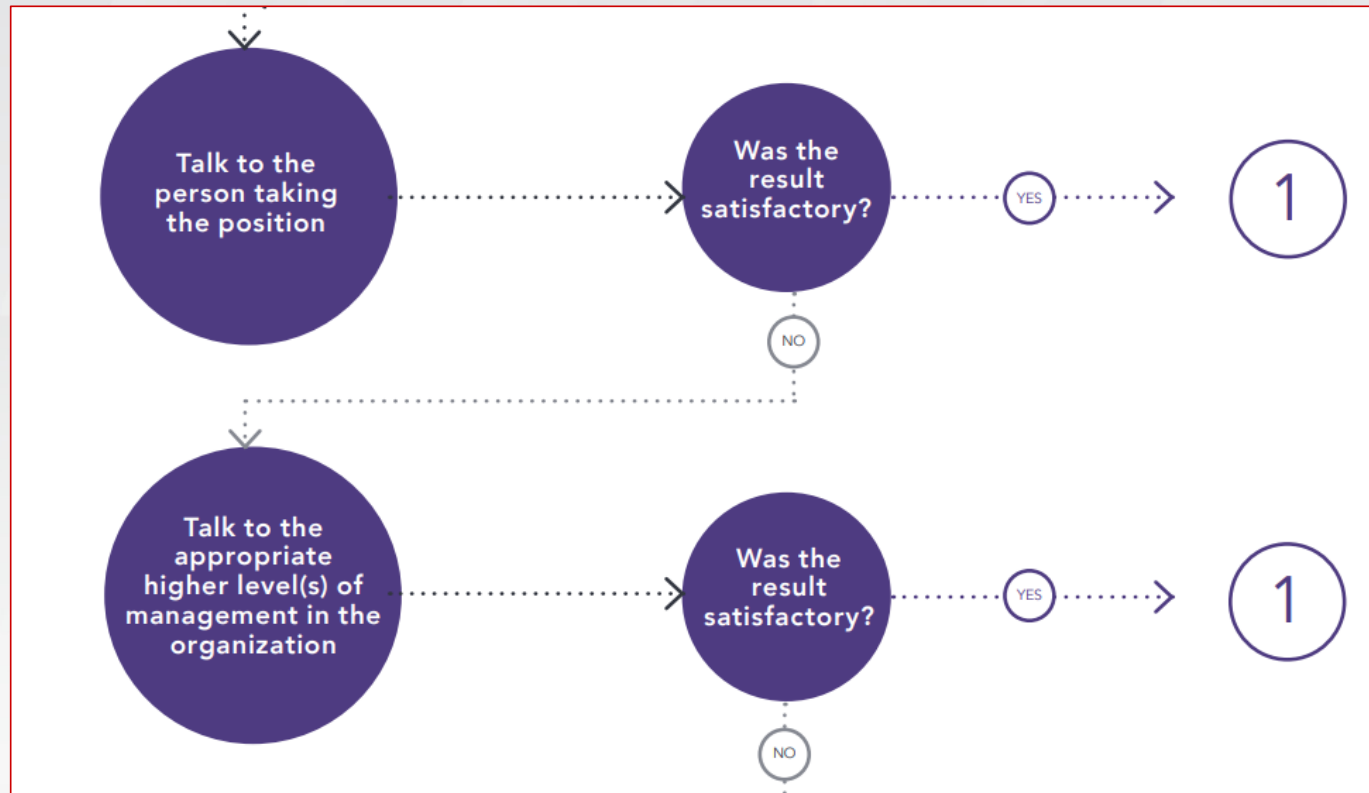 Talk to the
person taking
the position
Was the
result
satisfactory?
YES
1
NO
Talk to the
appropriate
higher level(s) of
management in the
organization
Was the
result
satisfactory?
YES
1
NO